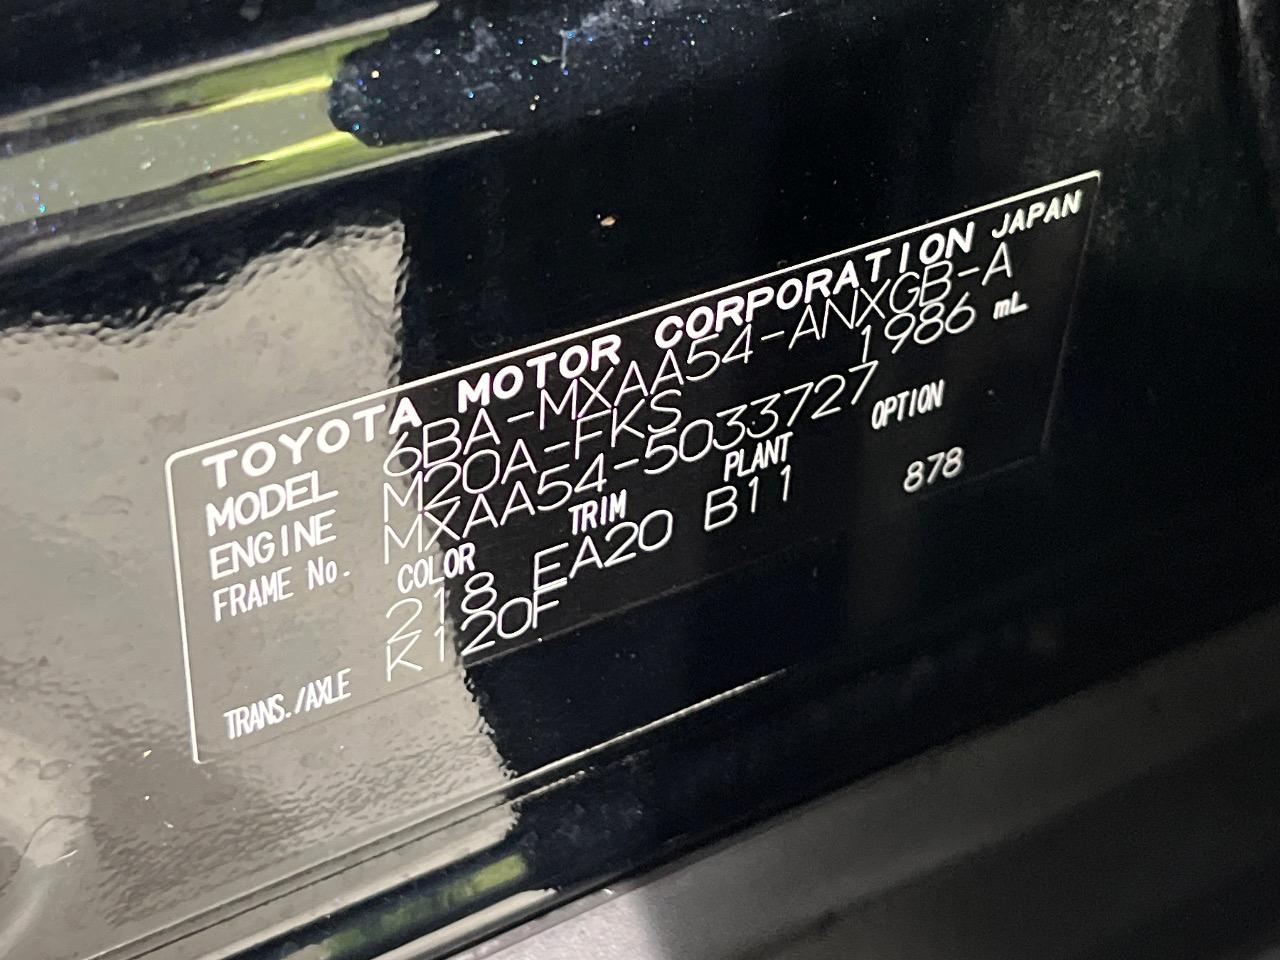 TOYOTA MOTOR CORPORATION JAPAN
MODEL 6BA-MXAA54-ANXGB-A
ENGINE M20A-FKS 1986 mL
FRAME No. MXAA54-5033727
COLOR TRIM PLANT OPTION
218 EA20 B11 878
TRANS./AXLE K120F